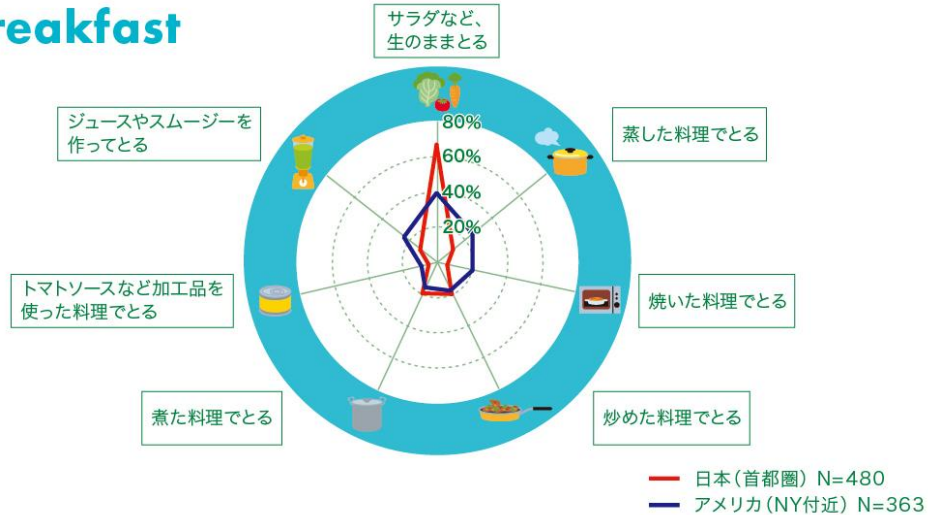 reakfast
サラダなど、
生のままとる
ジュースやスムージーを
作ってとる
蒸した料理でとる
80%
60%
40%
20%
トマトソースなど加工品を
使った料理でとる
焼いた料理でとる
煮た料理でとる
炒めた料理でとる
日本(首都圏) N=480
アメリカ(NY付近) N=363